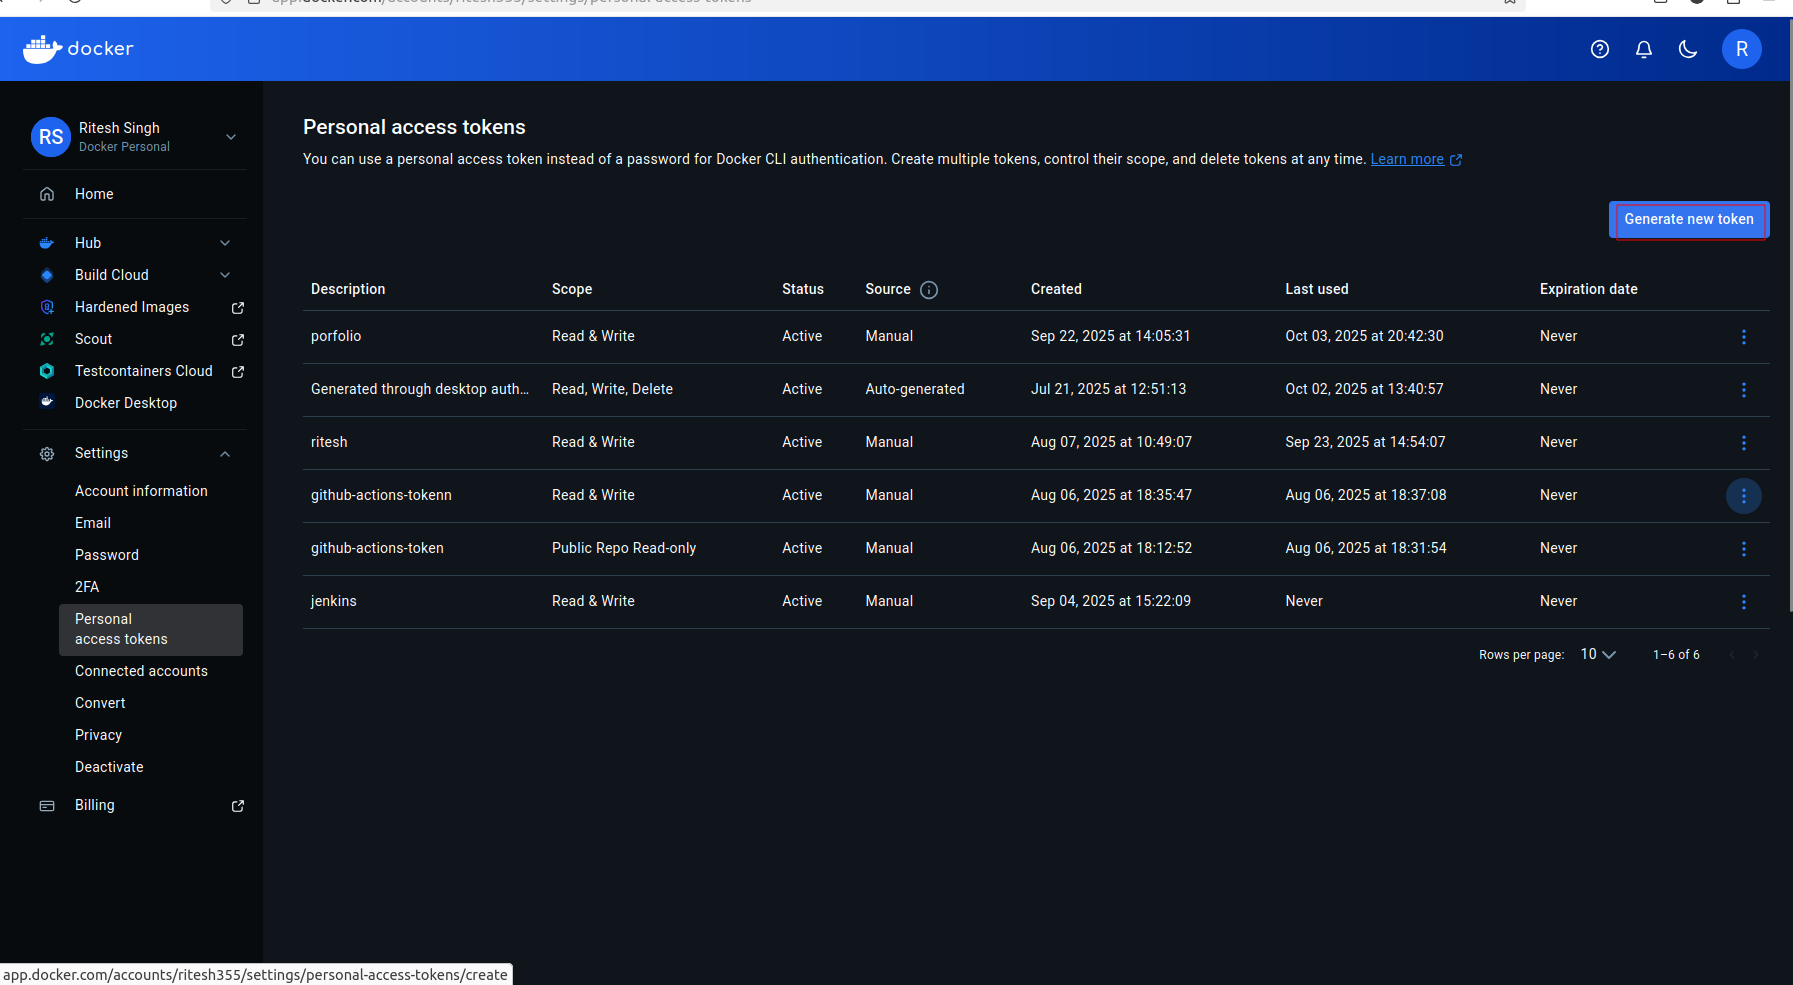 app.docker.com/accounts/ritesh355/settings/personal-access-tokens
docker
R
RS
Ritesh Singh
Docker Personal
Home
Hub
Build Cloud
Hardened Images
Scout
Testcontainers Cloud
Docker Desktop
Settings
Account information
Email
Password
2FA
Personal
access tokens
Connected accounts
Convert
Privacy
Deactivate
Billing
Personal access tokens
You can use a personal access token instead of a password for Docker CLI authentication. Create multiple tokens, control their scope, and delete tokens at any time. Learn more
Generate new token
Description Scope Status Source Created Last used Expiration date
porfolio Read & Write Active Manual Sep 22, 2025 at 14:05:31 Oct 03, 2025 at 20:42:30 Never
Generated through desktop auth... Read, Write, Delete Active Auto-generated Jul 21, 2025 at 12:51:13 Oct 02, 2025 at 13:40:57 Never
ritesh Read & Write Active Manual Aug 07, 2025 at 10:49:07 Sep 23, 2025 at 14:54:07 Never
github-actions-tokenn Read & Write Active Manual Aug 06, 2025 at 18:35:47 Aug 06, 2025 at 18:37:08 Never
github-actions-token Public Repo Read-only Active Manual Aug 06, 2025 at 18:12:52 Aug 06, 2025 at 18:31:54 Never
jenkins Read & Write Active Manual Sep 04, 2025 at 15:22:09 Never Never
Rows per page: 10 1–6 of 6
app.docker.com/accounts/ritesh355/settings/personal-access-tokens/create